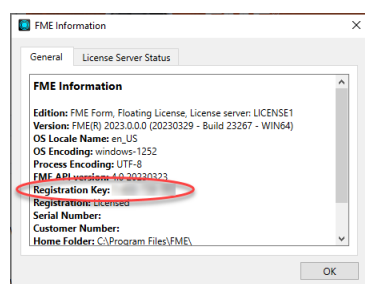 FME Information
General License Server Status
FME Information
Edition: FME Form, Floating License, License server: LICENSE1
Version: FME(R) 2023.0.0.0 (20230329 - Build 23267 - WIN64)
OS Locale Name: en_US
OS Encoding: windows-1252
Process Encoding: UTF-8
FME API version: 4.0 20230323
Registration Key:
Registration: Licensed
Serial Number:
Customer Number:
Home Folder: C:\Program Files\FME\
OK